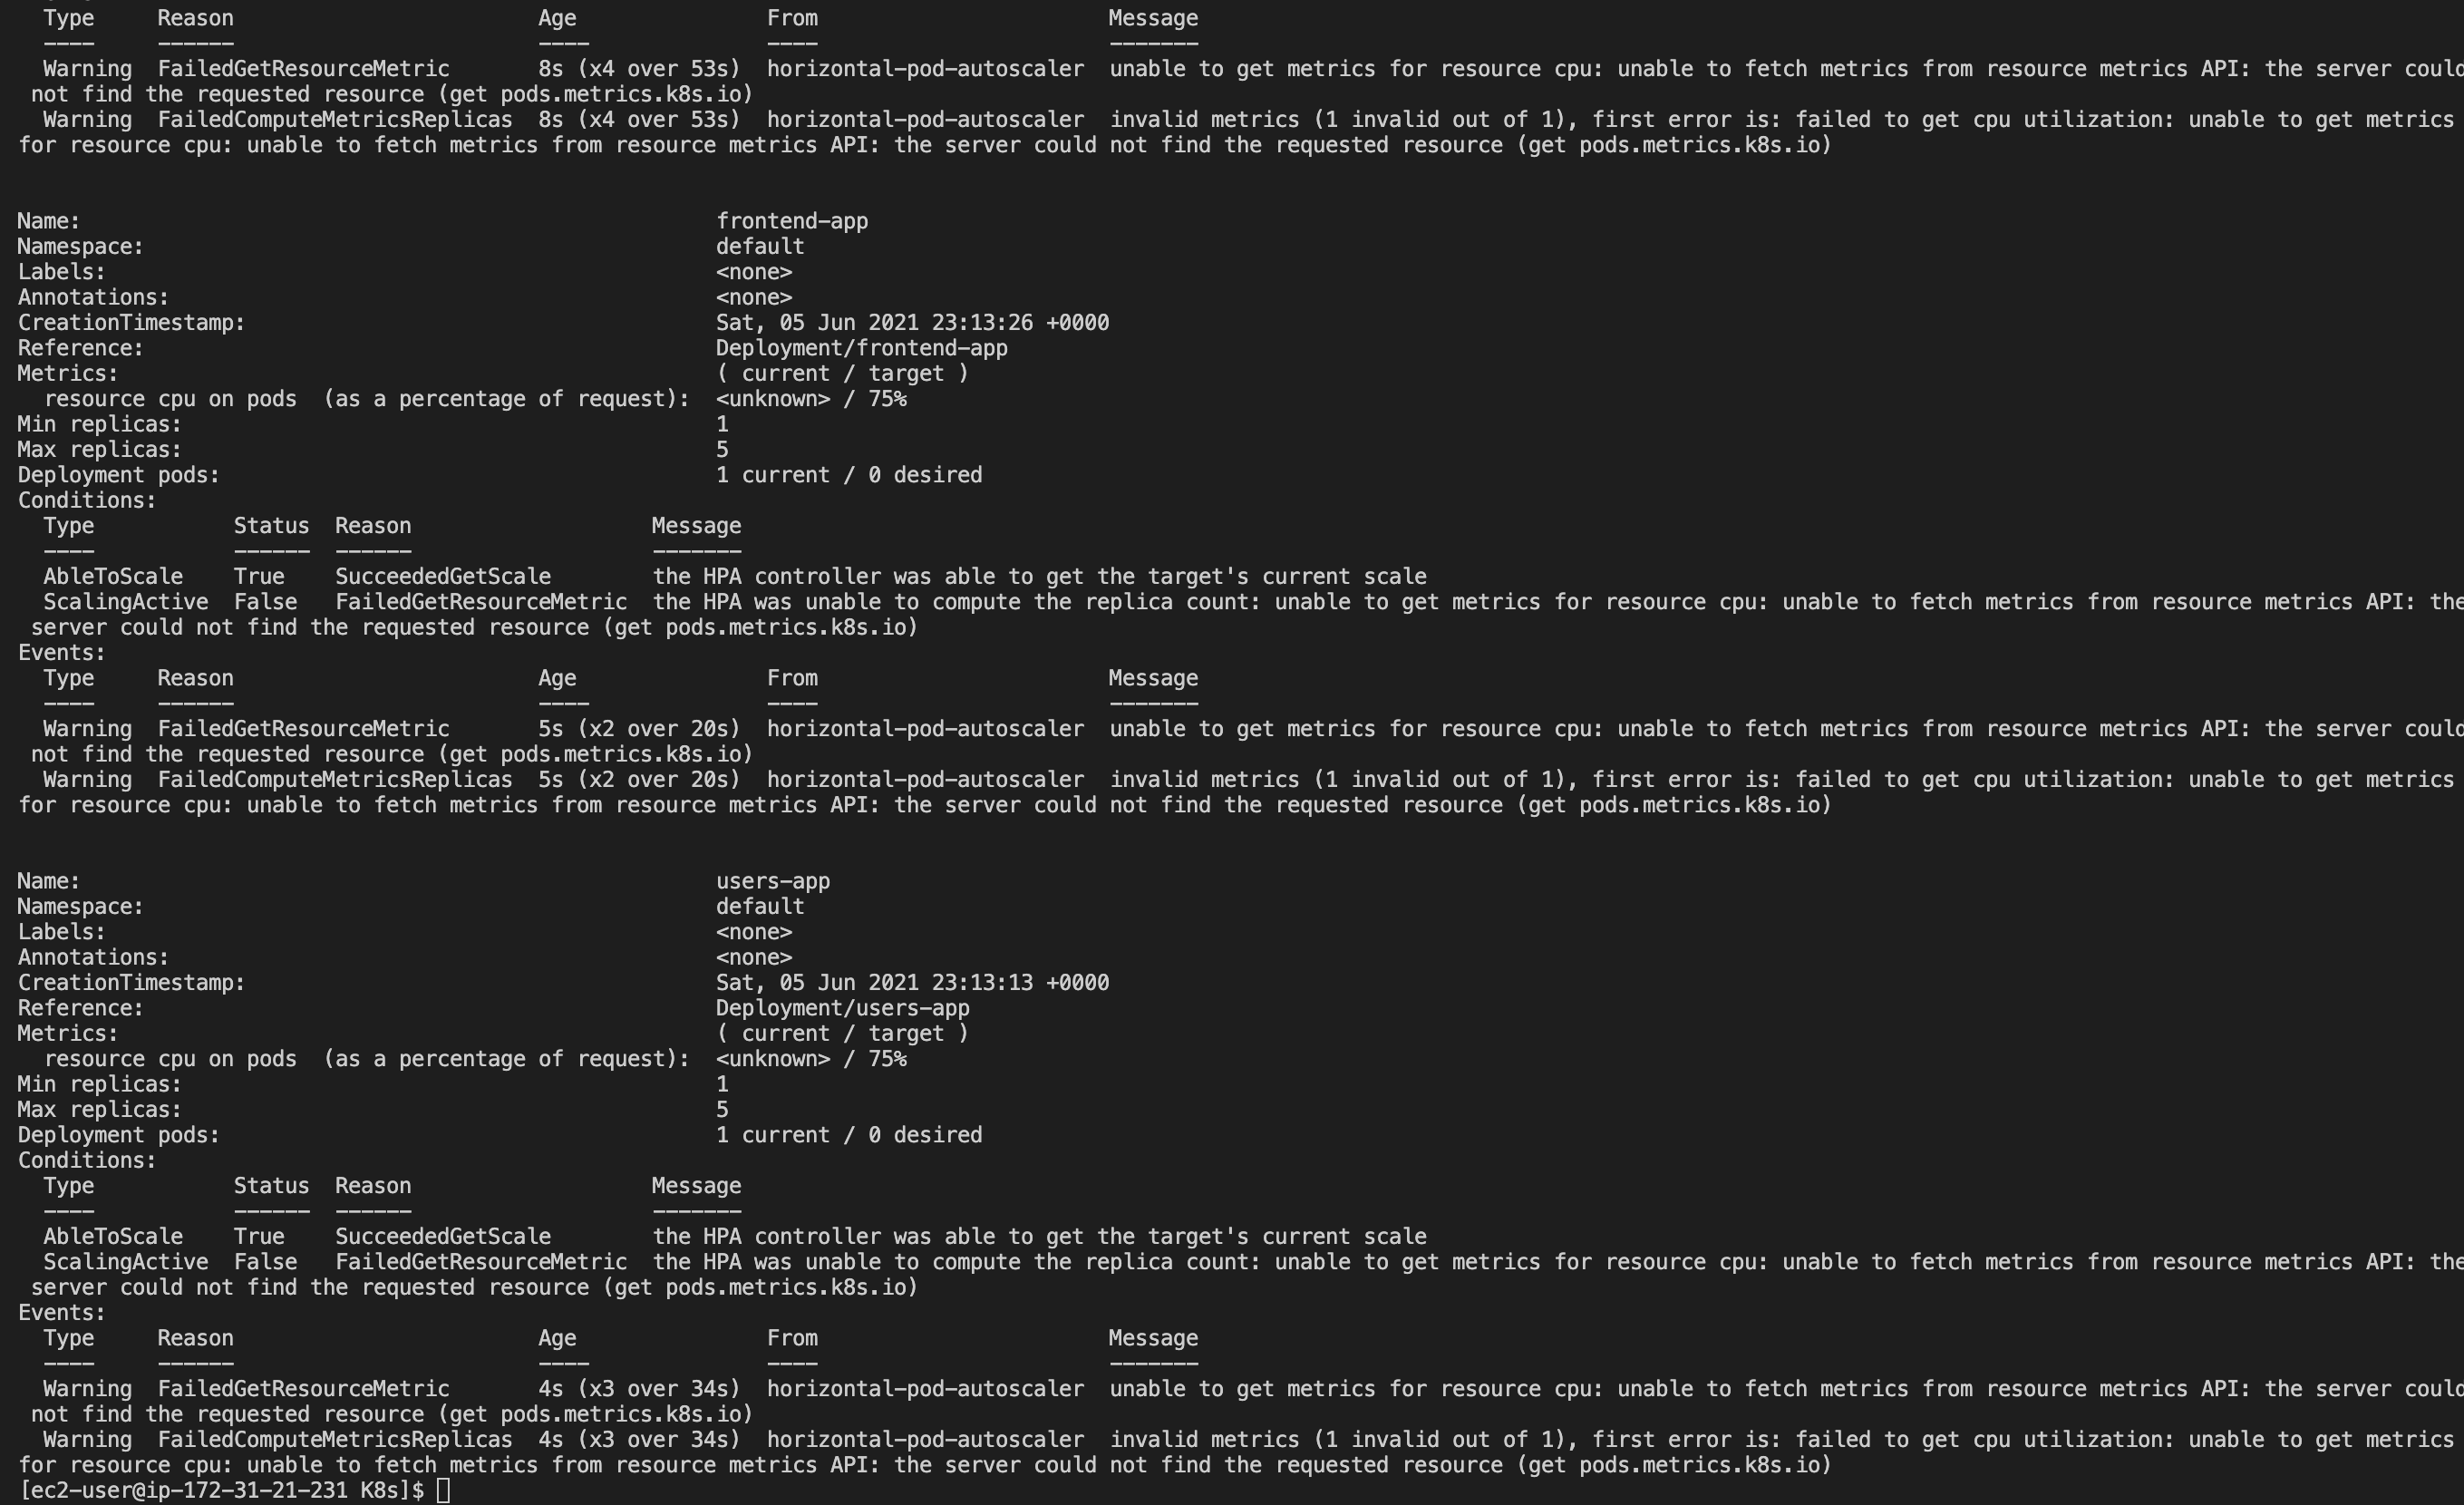 Type     Reason                        Age                From                       Message
----     ------                        ----               ----                       -------
Warning  FailedGetResourceMetric       8s (x4 over 53s)  horizontal-pod-autoscaler  unable to get metrics for resource cpu: unable to fetch metrics from resource metrics API: the server could
not find the requested resource (get pods.metrics.k8s.io)
Warning  FailedComputeMetricsReplicas  8s (x4 over 53s)  horizontal-pod-autoscaler  invalid metrics (1 invalid out of 1), first error is: failed to get cpu utilization: unable to get metrics
for resource cpu: unable to fetch metrics from resource metrics API: the server could not find the requested resource (get pods.metrics.k8s.io)
Name: frontend-app
Namespace: default
Labels: <none>
Annotations: <none>
CreationTimestamp: Sat, 05 Jun 2021 23:13:26 +0000
Reference: Deployment/frontend-app
Metrics: ( current / target )
resource cpu on pods  (as a percentage of request):  <unknown> / 75%
Min replicas: 1
Max replicas: 5
Deployment pods: 1 current / 0 desired
Conditions:
Type           Status  Reason                   Message
----           ------  ------                   -------
AbleToScale    True    SucceededGetScale        the HPA controller was able to get the target's current scale
ScalingActive  False   FailedGetResourceMetric  the HPA was unable to compute the replica count: unable to get metrics for resource cpu: unable to fetch metrics from resource metrics API: the
server could not find the requested resource (get pods.metrics.k8s.io)
Events:
Type     Reason                        Age                From                       Message
----     ------                        ----               ----                       -------
Warning  FailedGetResourceMetric       5s (x2 over 20s)  horizontal-pod-autoscaler  unable to get metrics for resource cpu: unable to fetch metrics from resource metrics API: the server could
not find the requested resource (get pods.metrics.k8s.io)
Warning  FailedComputeMetricsReplicas  5s (x2 over 20s)  horizontal-pod-autoscaler  invalid metrics (1 invalid out of 1), first error is: failed to get cpu utilization: unable to get metrics
for resource cpu: unable to fetch metrics from resource metrics API: the server could not find the requested resource (get pods.metrics.k8s.io)
Name: users-app
Namespace: default
Labels: <none>
Annotations: <none>
CreationTimestamp: Sat, 05 Jun 2021 23:13:13 +0000
Reference: Deployment/users-app
Metrics: ( current / target )
resource cpu on pods  (as a percentage of request):  <unknown> / 75%
Min replicas: 1
Max replicas: 5
Deployment pods: 1 current / 0 desired
Conditions:
Type           Status  Reason                   Message
----           ------  ------                   -------
AbleToScale    True    SucceededGetScale        the HPA controller was able to get the target's current scale
ScalingActive  False   FailedGetResourceMetric  the HPA was unable to compute the replica count: unable to get metrics for resource cpu: unable to fetch metrics from resource metrics API: the
server could not find the requested resource (get pods.metrics.k8s.io)
Events:
Type     Reason                        Age                From                       Message
----     ------                        ----               ----                       -------
Warning  FailedGetResourceMetric       4s (x3 over 34s)  horizontal-pod-autoscaler  unable to get metrics for resource cpu: unable to fetch metrics from resource metrics API: the server could
not find the requested resource (get pods.metrics.k8s.io)
Warning  FailedComputeMetricsReplicas  4s (x3 over 34s)  horizontal-pod-autoscaler  invalid metrics (1 invalid out of 1), first error is: failed to get cpu utilization: unable to get metrics
for resource cpu: unable to fetch metrics from resource metrics API: the server could not find the requested resource (get pods.metrics.k8s.io)
[ec2-user@ip-172-31-21-231 K8s]$